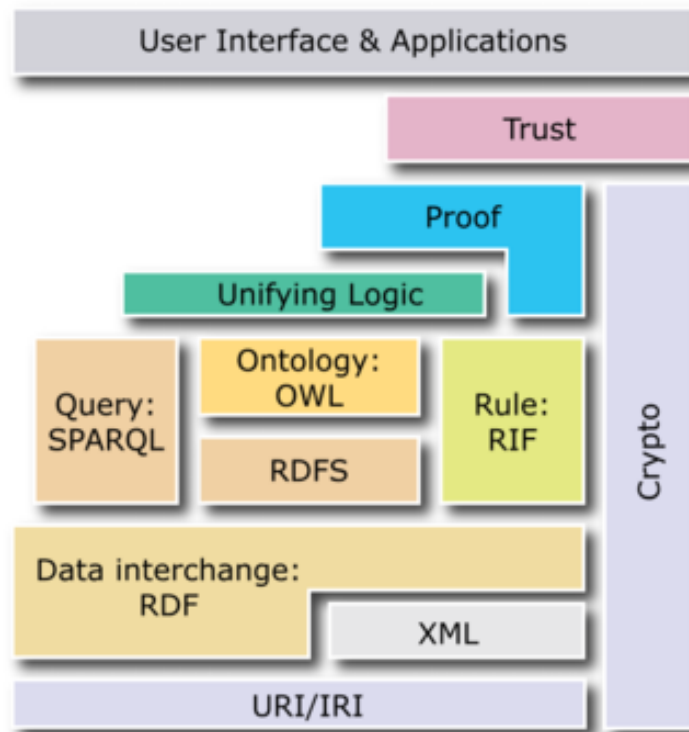 User Interface & Applications
Trust
Proof
Unifying Logic
Query:
SPARQL
Ontology:
OWL
Rule:
RIF
RDFS
Crypto
Data interchange:
RDF
XML
URI/IRI